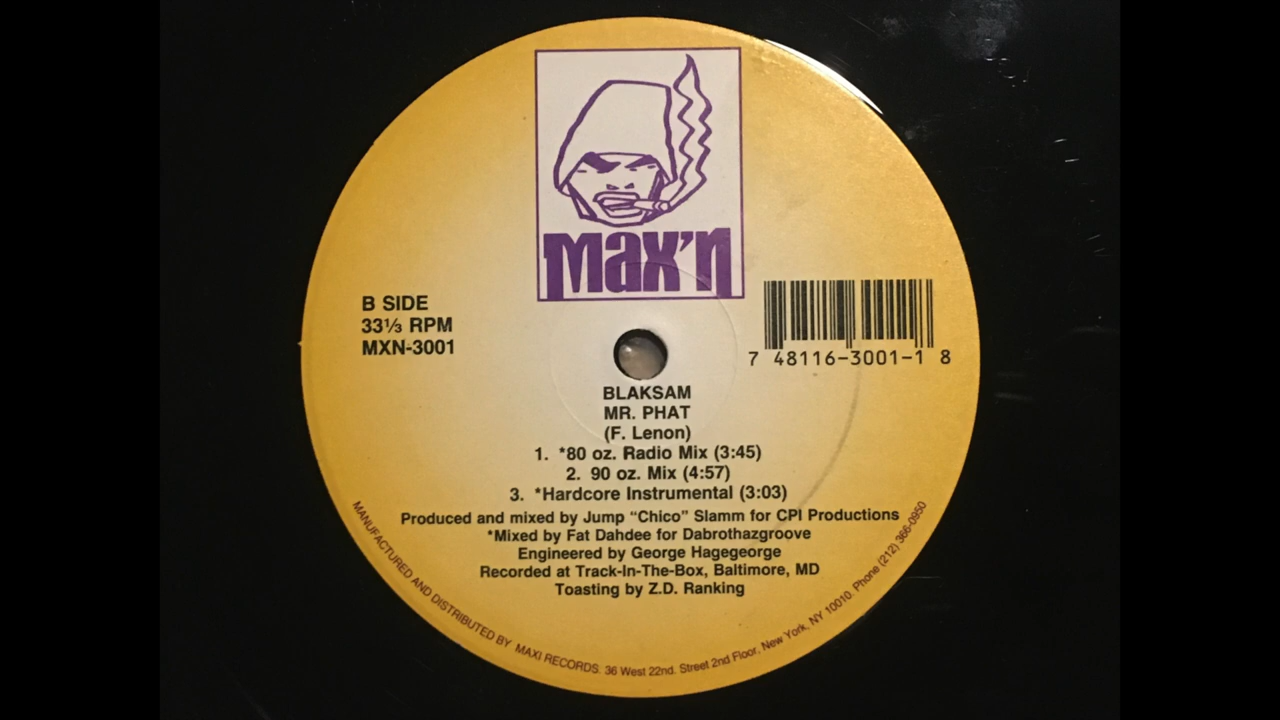 max'n
B SIDE
33⅓ RPM
MXN-3001
7 48116-3001-1 8
BLAKSAM
MR. PHAT
(F. Lenon)
1. *80 oz. Radio Mix (3:45)
2. 90 oz. Mix (4:57)
3. *Hardcore Instrumental (3:03)
Produced and mixed by Jump “Chico” Slamm for CPI Productions
*Mixed by Fat Dahdee for Dabrothazgroove
Engineered by George Hagegeorge
Recorded at Track-In-The-Box, Baltimore, MD
Toasting by Z.D. Ranking
MANUFACTURED AND DISTRIBUTED BY MAXI RECORDS. 36 West 22nd. Street 2nd Floor, New York, NY 10010. Phone (212) 366-0950